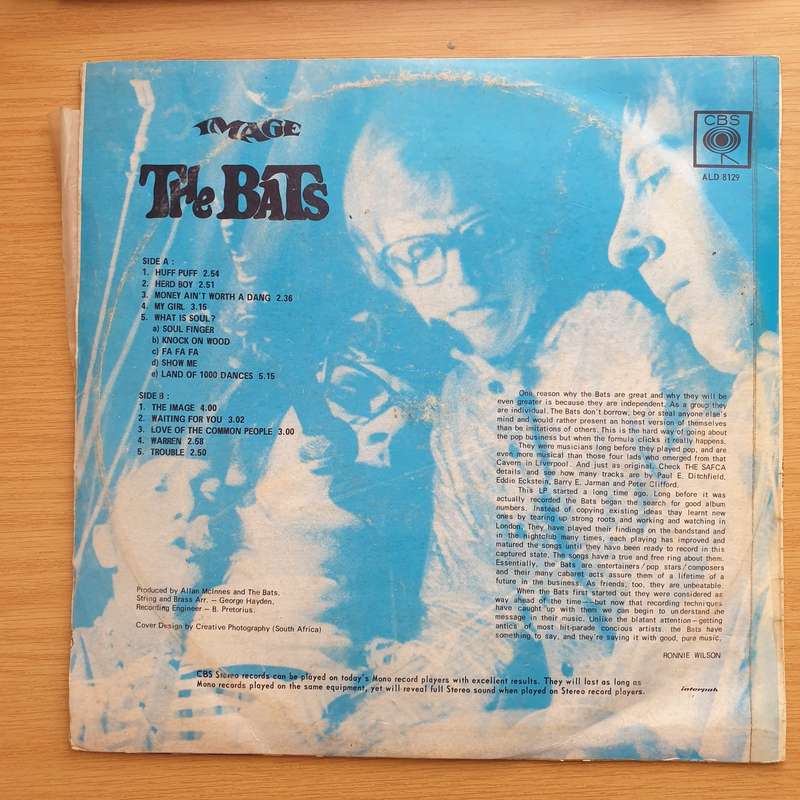 IMAGE
THE BATS
CBS
ALD 8129
SIDE A :
1. HUFF PUFF 2.54
2. HERD BOY 2.51
3. MONEY AIN'T WORTH A DANG 2.36
4. MY GIRL 3.15
5. WHAT IS SOUL?
a) SOUL FINGER
b) KNOCK ON WOOD
c) FA FA FA
d) SHOW ME
e) LAND OF 1000 DANCES 5.15
SIDE B :
1. THE IMAGE 4.00
2. WAITING FOR YOU 3.02
3. LOVE OF THE COMMON PEOPLE 3.00
4. WARREN 2.58
5. TROUBLE 2.50
One reason why the Bats are great and why they will be
even greater is because they are independent. As a group they
are individual. The Bats don't borrow, beg or steal anyone else's
mind and would rather present an honest version of themselves
than be imitations of others. This is the hard way of going about
the pop business but when the formula clicks it really happens.
They were musicians long before they played pop, and are
even more musical than those four lads who emerged from that
Cavern in Liverpool. And just as original. Check THE SAFCA
details and see how many tracks are by Paul E. Ditchfield,
Eddie Eckstein, Barry E. Jarman and Peter Clifford.
This LP started a long time ago. Long before it was
actually recorded the Bats began the search for good album
numbers. Instead of copying existing ideas thay learnt new
ones by tearing up strong roots and working and watching in
London. They have played their findings on the bandstand and
in the nightclub many times, each playing has improved and
matured the songs until they have been ready to record in this
captured state. The songs have a true and free ring about them.
Essentially, the Bats are entertainers / pop stars / composers
and their many cabaret acts assure them of a lifetime of a
future in the business. As friends, too, they are unbeatable.
When the Bats first started out they were considered as
way ahead of the time — but now that recording techniques
have caught up with them we can begin to understand the
message in their music. Unlike the blatant attention-getting
antics of most hit-parade concious artists, the Bats have
something to say, and they're saying it with good, pure music.
RONNIE WILSON
Produced by Allan McInnes and The Bats.
String and Brass Arr. — George Hayden.
Recording Engineer — B. Pretorius.
Cover Design by Creative Photography (South Africa)
CBS Stereo records can be played on today's Mono record players with excellent results. They will last as long as
Mono records played on the same equipment, yet will reveal full Stereo sound when played on Stereo record players.
interpak